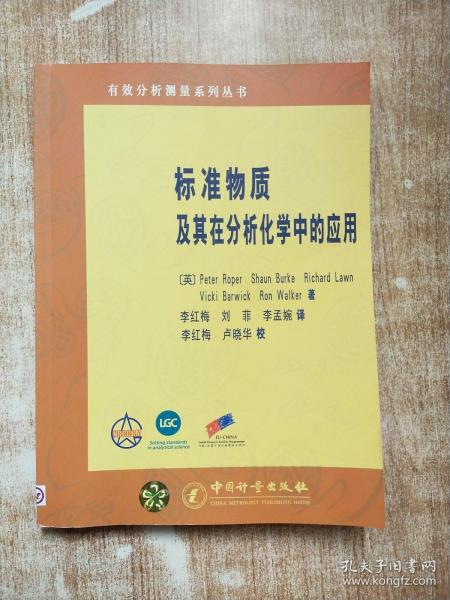 有效分析测量系列丛书
标准物质
及其在分析化学中的应用
[英] Peter Roper Shaun Burke Richard Lawn
Vicki Barwick Ron Walker 著
李红梅 刘 菲 李孟婉 译
李红梅 卢晓华 校
LGC
Setting standards
in analytical science
EU-CHINA
中国计量出版社
CHINA METROLOGY PUBLISHING HOUSE
孔夫子旧书网
www.kongfz.com